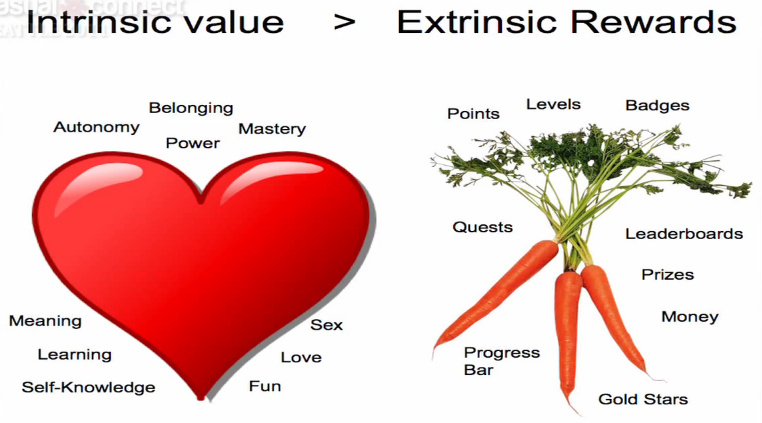 Intrinsic value > Extrinsic Rewards
Belonging
Autonomy
Mastery
Power
Meaning
Learning
Self-Knowledge
Sex
Love
Fun
Points
Levels
Badges
Quests
Leaderboards
Prizes
Money
Progress
Bar
Gold Stars